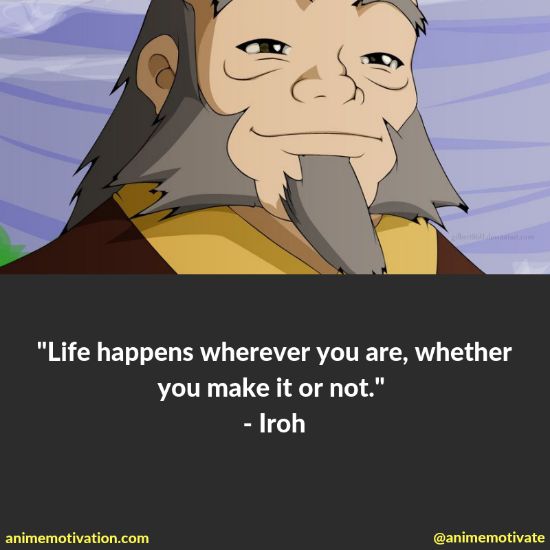 "Life happens wherever you are, whether
you make it or not."
- Iroh
animemotivation.com
@animemotivate